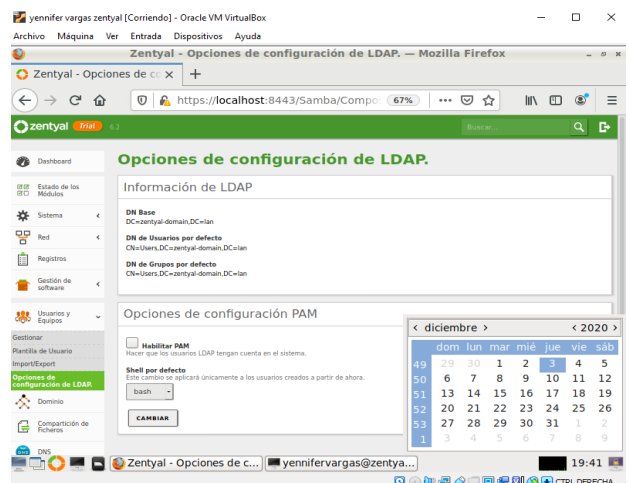 yennifer vargas zentyal [Corriendo] - Oracle VM VirtualBox
Archivo Máquina Ver Entrada Dispositivos Ayuda
Zentyal - Opciones de configuración de LDAP. — Mozilla Firefox
Zentyal - Opciones de co
https://localhost:8443/Samba/Compo
67%
zentyal Trial 6.2
Buscar...
Dashboard
Estado de los
Módulos
Sistema
Red
Registros
Gestión de
software
Usuarios y
Equipos
Gestionar
Plantilla de Usuario
Import/Export
Opciones de
configuración de LDAP.
Dominio
Compartición de
Ficheros
DNS
Opciones de configuración de LDAP.
Información de LDAP
DN Base
DC=zentyal-domain,DC=lan
DN de Usuarios por defecto
CN=Users,DC=zentyal-domain,DC=lan
DN de Grupos por defecto
CN=Users,DC=zentyal-domain,DC=lan
Opciones de configuración PAM
Habilitar PAM
Hacer que los usuarios LDAP tengan cuenta en el sistema.
Shell por defecto
Este cambio se aplicará únicamente a los usuarios creados a partir de ahora.
bash
CAMBIAR
‹ diciembre › ‹ 2020 ›
dom lun mar mié jue vie sáb
49 29 30 1 2 3 4 5
50 6 7 8 9 10 11 12
51 13 14 15 16 17 18 19
52 20 21 22 23 24 25 26
53 27 28 29 30 31 1 2
1 3 4 5 6 7 8 9
Zentyal - Opciones de c...
yennifervargas@zentya...
19:41
CTRL DERECHA